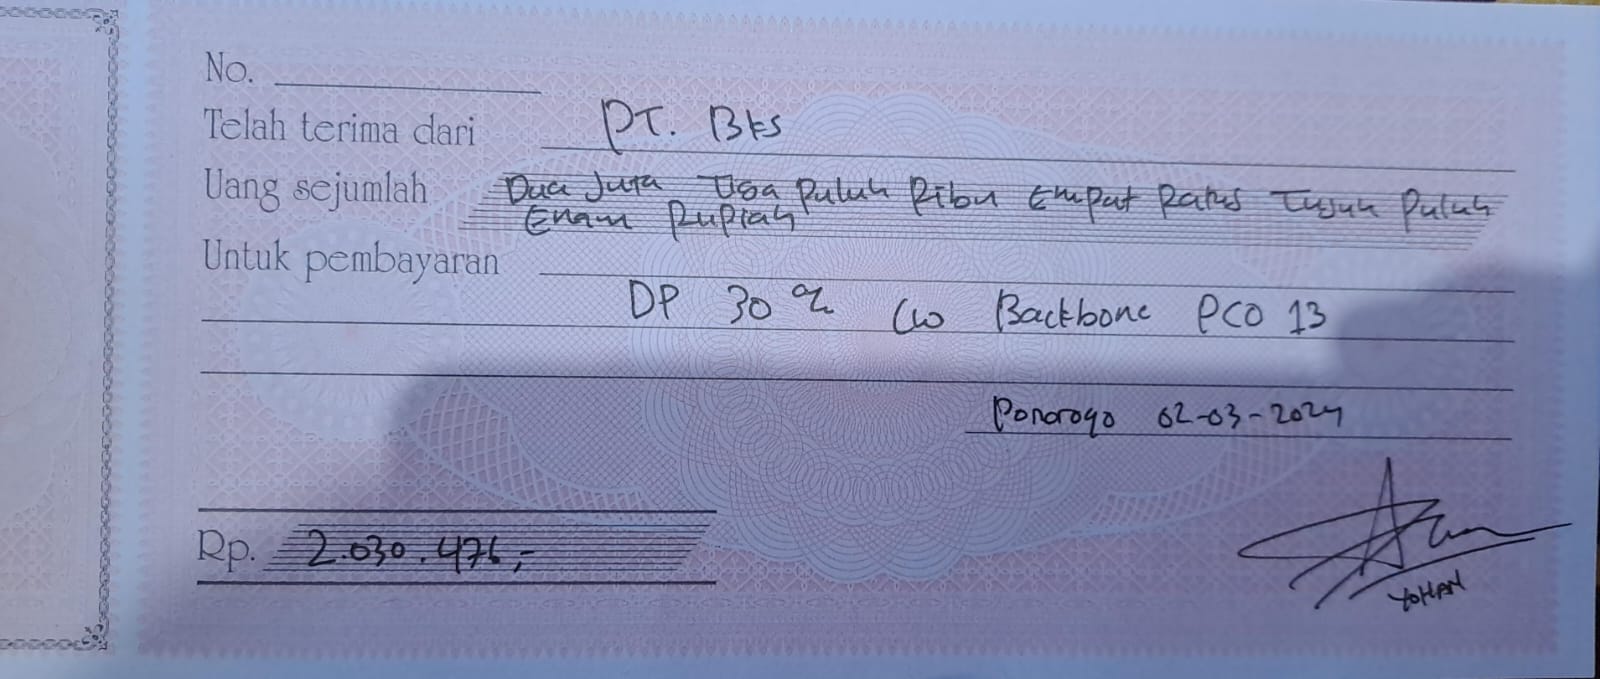 No.
Telah terima dari PT. Bks
Uang sejumlah Dua Juta Tiga Puluh Ribu Empat Ratus Tujuh Puluh
Enam Rupiah
Untuk pembayaran
DP 30 % CW Backbone PCO 13
Ponorogo 02-03-2024
Rp. 2.030.476,-
YOHAN